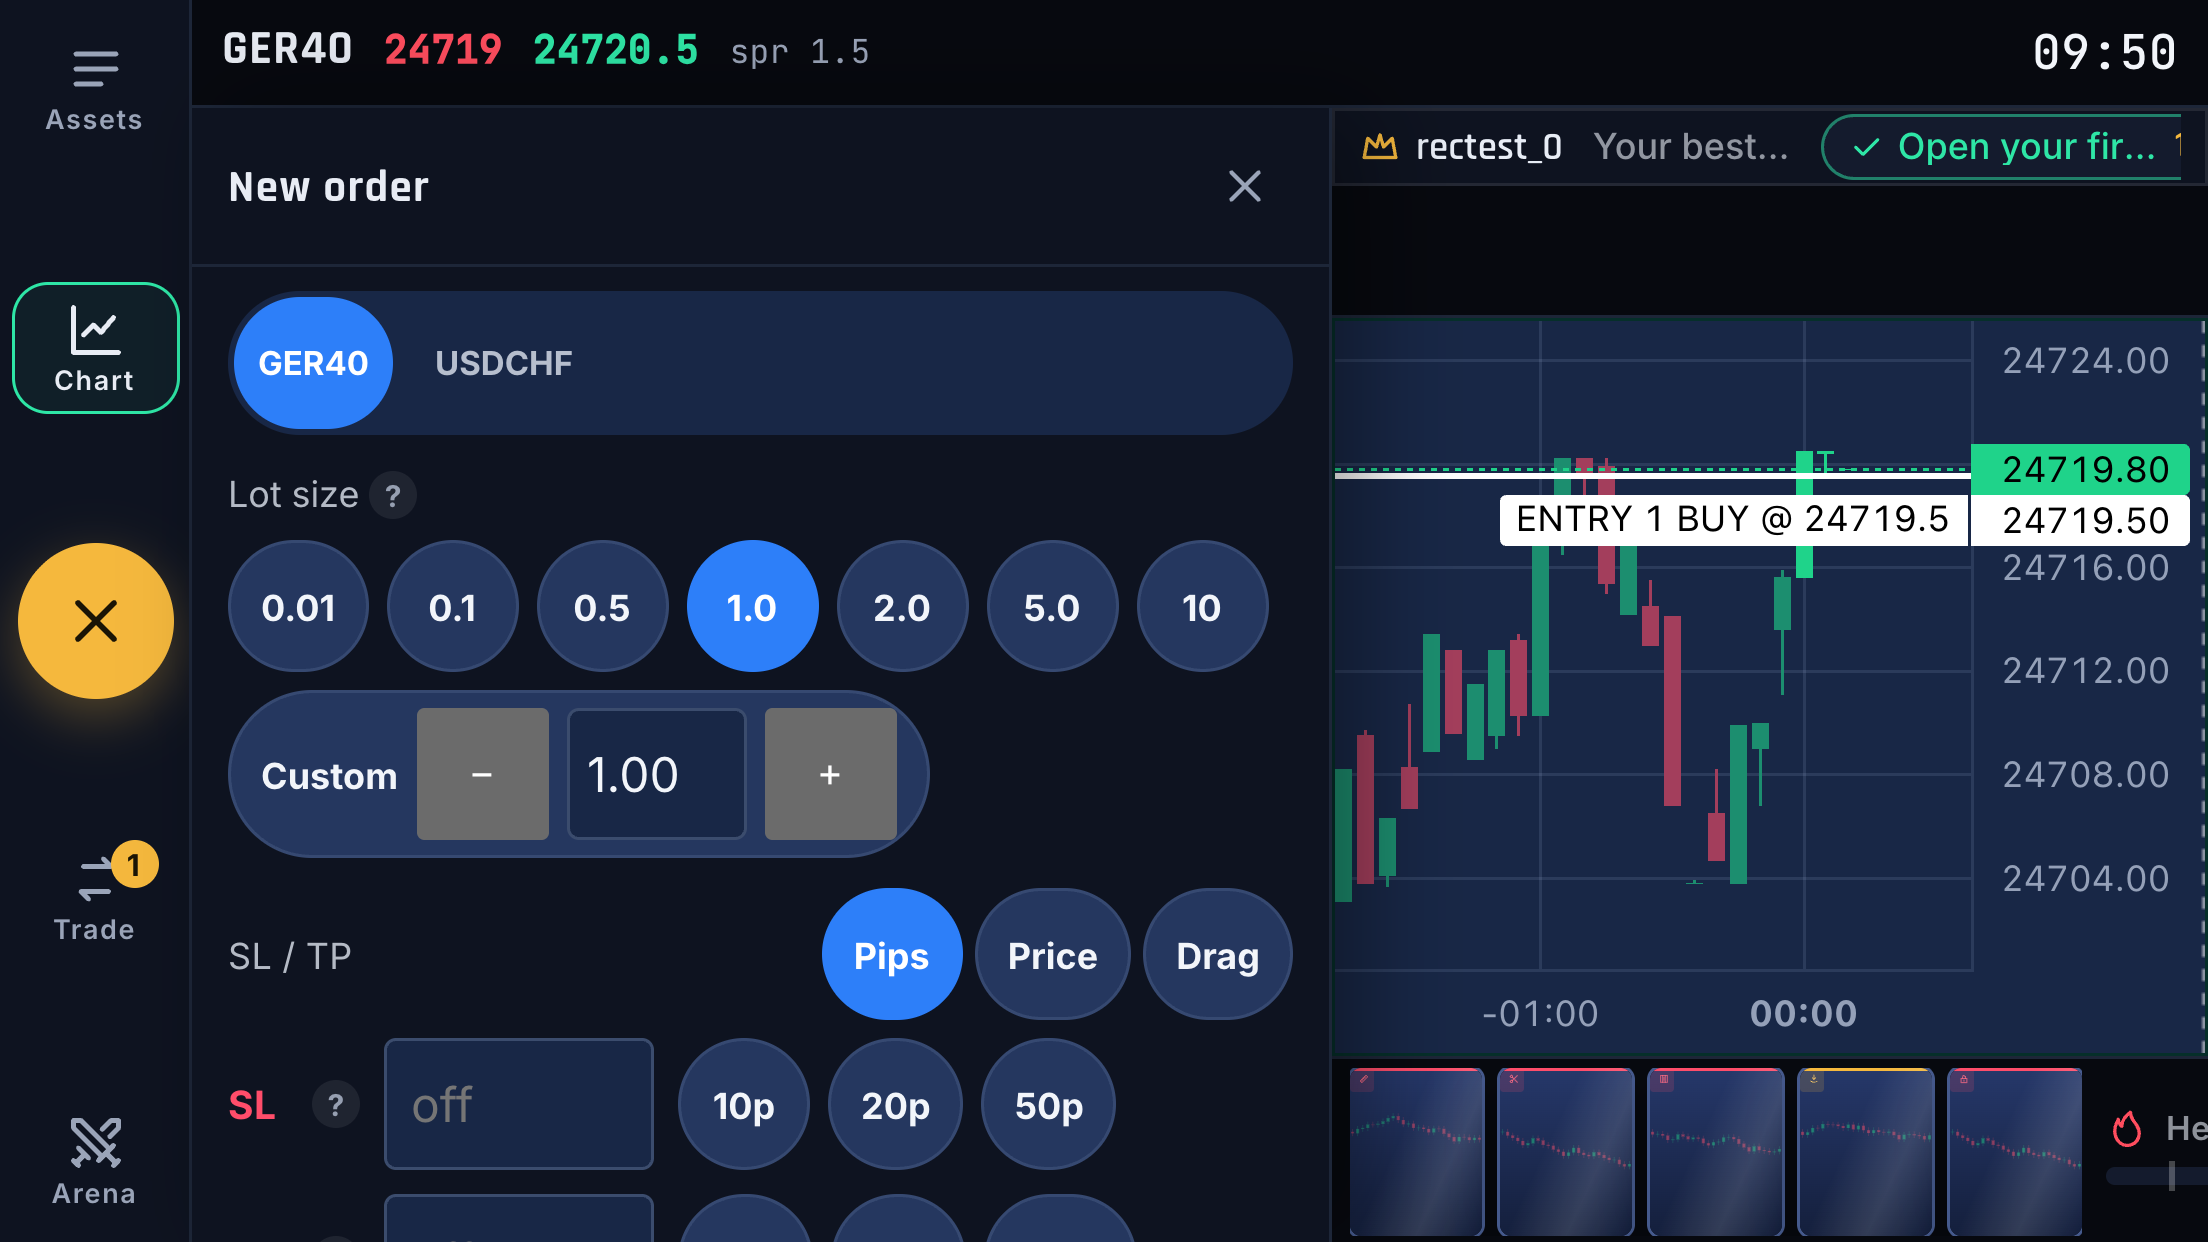 GER40 24719 24720.5 spr 1.5
09:50
Assets
Chart
1
Trade
Arena
New order
GER40 USDCHF
Lot size ?
0.01 0.1 0.5 1.0 2.0 5.0 10
Custom − 1.00 +
SL / TP Pips Price Drag
SL ? off 10p 20p 50p
rectest_0 Your best... Open your fir...
24724.00
24719.80
ENTRY 1 BUY @ 24719.5 24719.50
24716.00
24712.00
24708.00
24704.00
-01:00 00:00